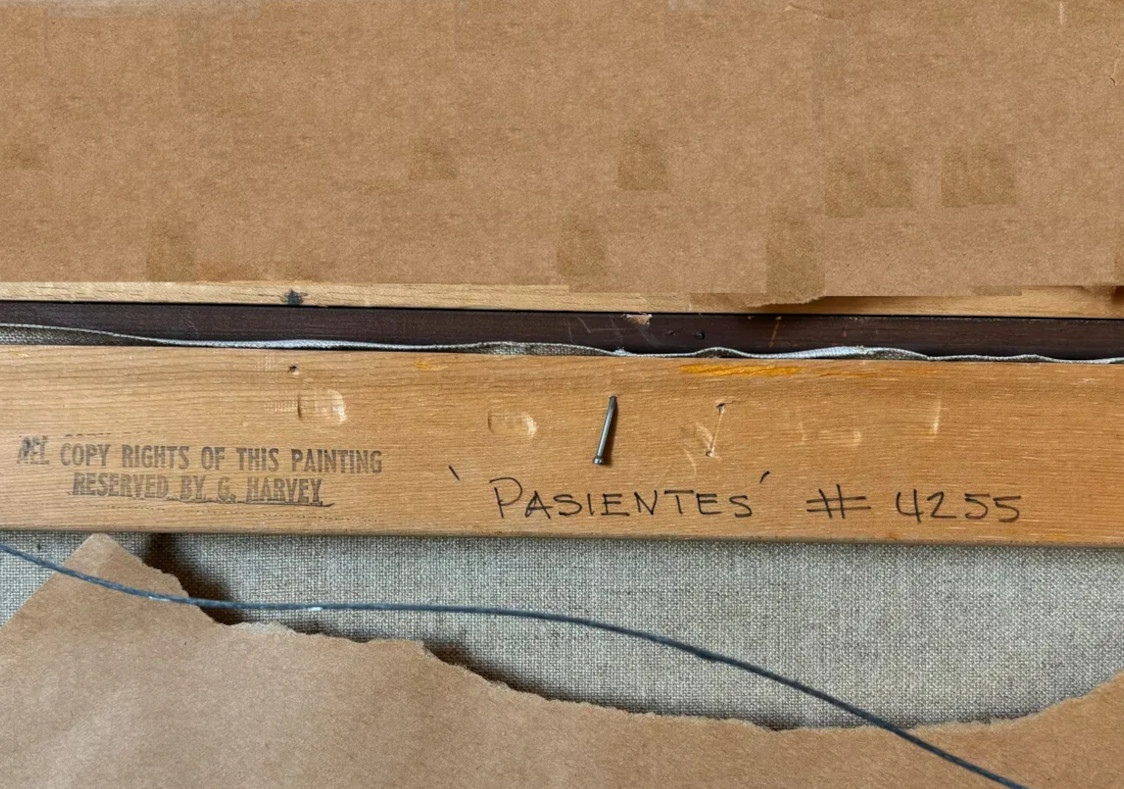 ALL COPY RIGHTS OF THIS PAINTING
RESERVED BY G. HARVEY
'PASIENTES' # 4255